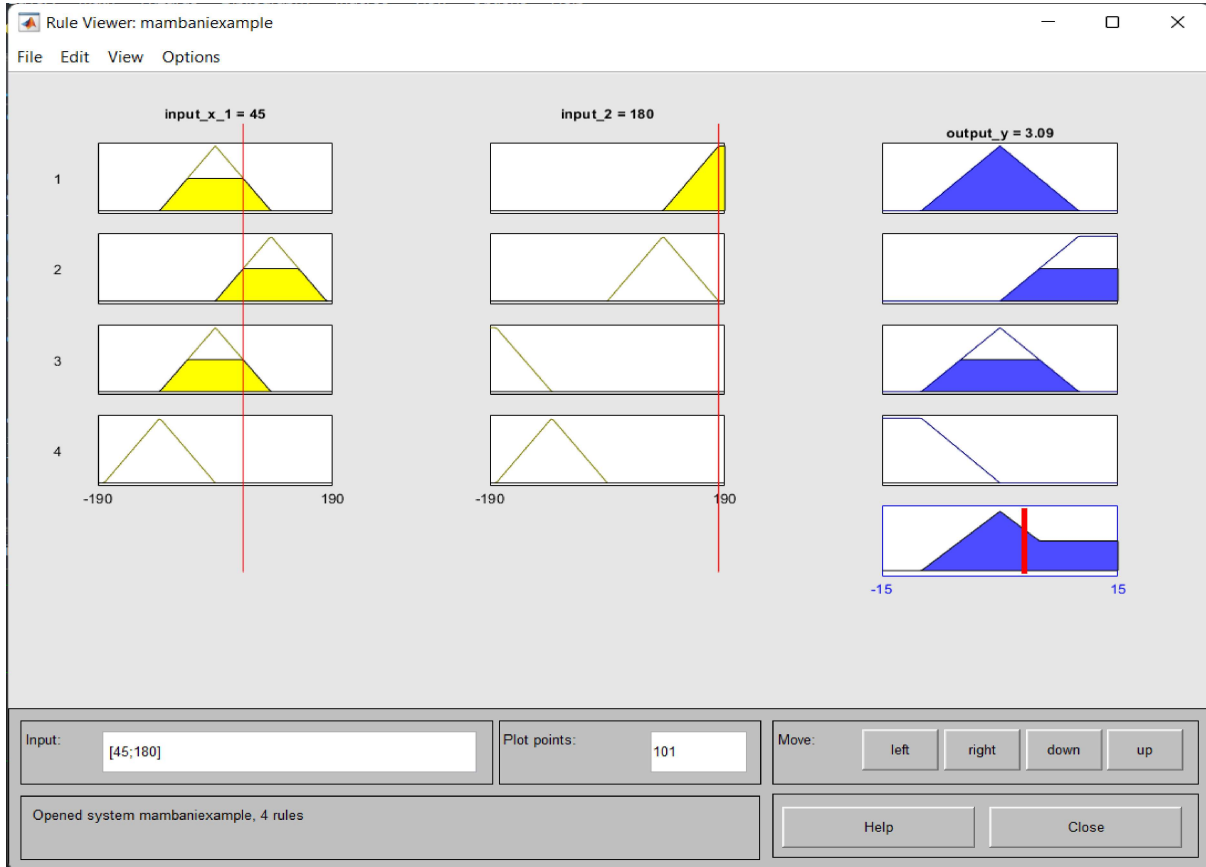 Rule Viewer: mambaniexample
File Edit View Options
input_x_1 = 45
input_2 = 180
output_y = 3.09
1
2
3
4
-190
190
-190
190
-15
15
Input:
[45;180]
Plot points:
101
Move:
left
right
down
up
Opened system mambaniexample, 4 rules
Help
Close